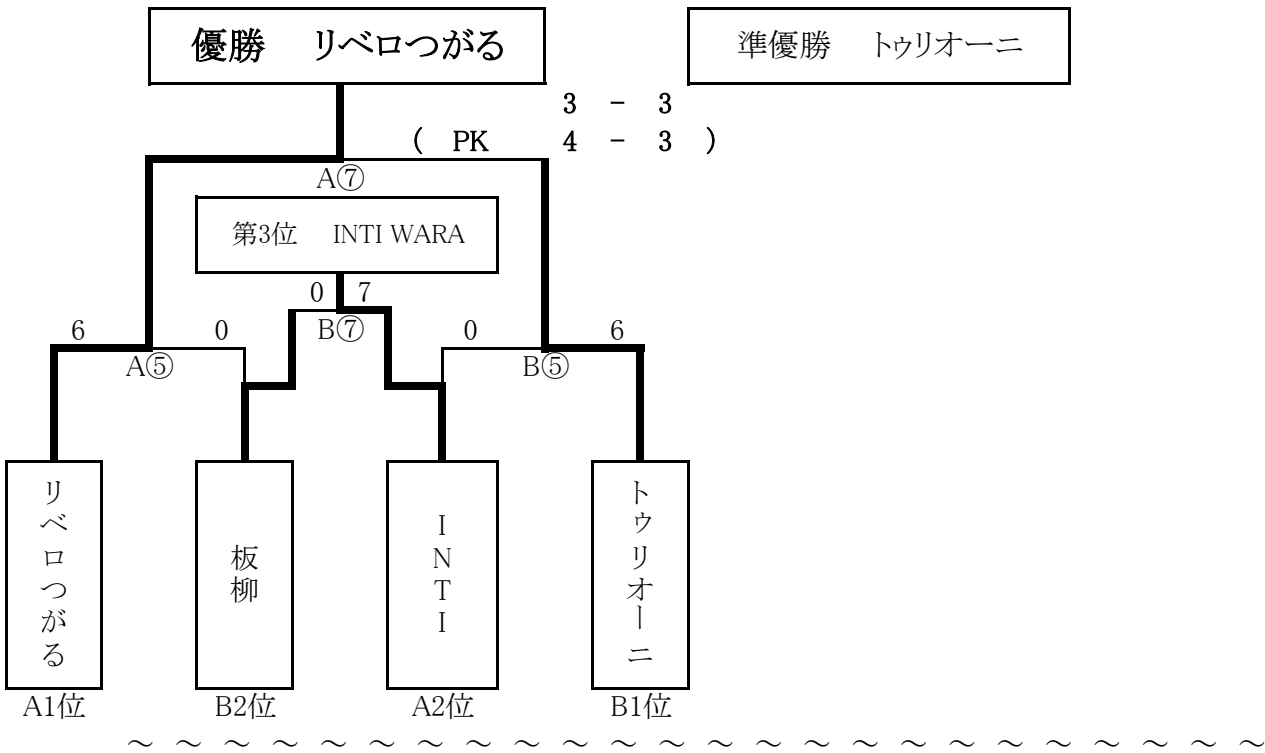 優勝　リベロつがる
準優勝　トゥリオーニ
3 － 3
( PK 4 － 3 )
A⑦
第3位　INTI WARA
0 7
6 0 B⑦ 0 6
A⑤ B⑤
リベロつがる
板柳
INTI
トゥリオーニ
A1位 B2位 A2位 B1位
～ ～ ～ ～ ～ ～ ～ ～ ～ ～ ～ ～ ～ ～ ～ ～ ～ ～ ～ ～ ～ ～ ～ ～